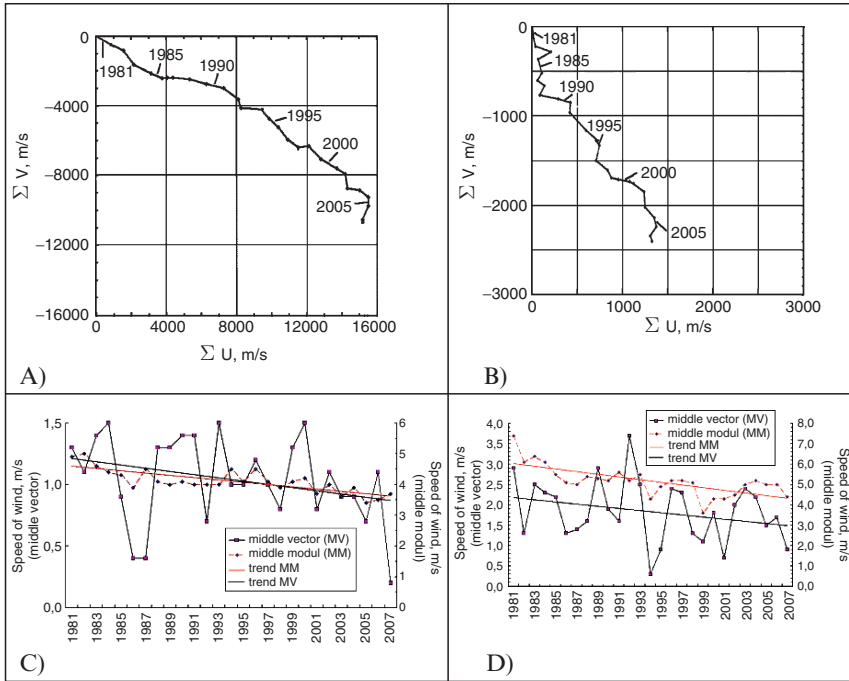 0
−4000
−8000
−12000
−16000
Σ V, m/s
1981
1985
1990
1995
2000
2005
0 4000 8000 12000 16000
Σ U, m/s
A)
0
−1000
−2000
−3000
Σ V, m/s
1981
1985
1990
1995
2000
2005
0 1000 2000 3000
Σ U, m/s
B)
1,5
1,0
0,5
0,0
Speed of wind, m/s
(middle vector)
6
5
4
3
2
1
0
Speed of wind, m/s
(middle modul)
middle vector (MV)
middle modul (MM)
trend MM
trend MV
1981 1983 1985 1987 1989 1991 1993 1995 1997 1999 2001 2003 2005 2007
C)
4,0
3,5
3,0
2,5
2,0
1,5
1,0
0,5
0,0
Speed of wind, m/s
(middle vector)
8,0
7,0
6,0
5,0
4,0
3,0
2,0
1,0
0,0
Speed of wind, m/s
(middle modul)
middle vector (MV)
middle modul (MM)
trend MM
trend MV
1981 1983 1985 1987 1989 1991 1993 1995 1997 1999 2001 2003 2005 2007
D)